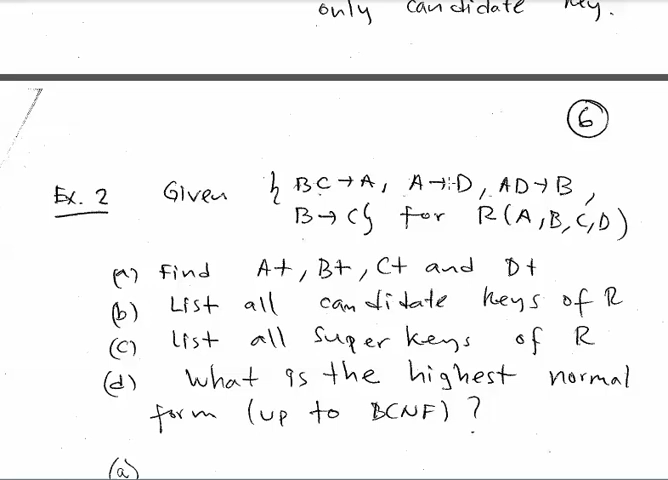 only candidate key.
6
Ex. 2 Given { BC→A, A→D, AD→B,
B→C} for R(A,B,C,D)
(a) Find A+, B+, C+ and D+
(b) List all candidate keys of R
(c) list all super keys of R
(d) What is the highest normal
form (up to BCNF) ?
(a)